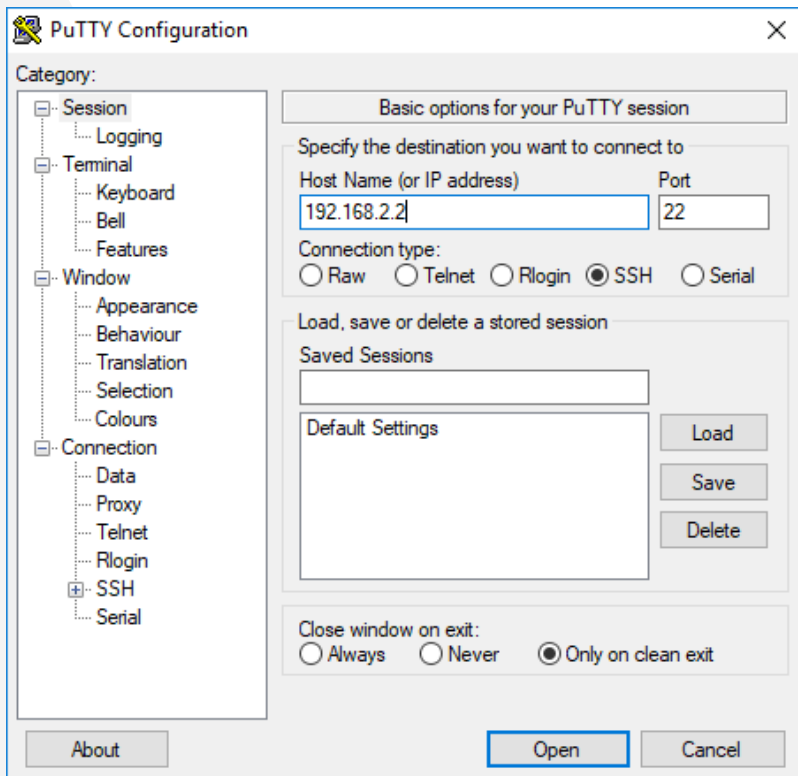 PuTTY Configuration
Category:
Session
Logging
Terminal
Keyboard
Bell
Features
Window
Appearance
Behaviour
Translation
Selection
Colours
Connection
Data
Proxy
Telnet
Rlogin
SSH
Serial
Basic options for your PuTTY session
Specify the destination you want to connect to
Host Name (or IP address) Port
192.168.2.2 22
Connection type:
Raw Telnet Rlogin SSH Serial
Load, save or delete a stored session
Saved Sessions
Default Settings
Load
Save
Delete
Close window on exit:
Always Never Only on clean exit
About Open Cancel